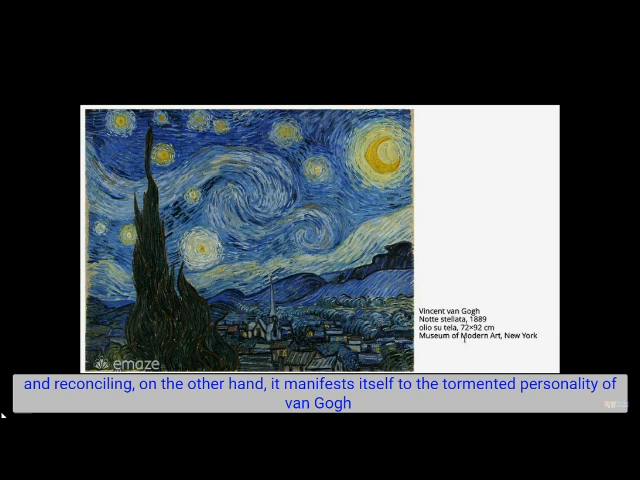 Vincent van Gogh
Notte stellata, 1889
olio su tela, 72×92 cm
Museum of Modern Art, New York
emaze
and reconciling, on the other hand, it manifests itself to the tormented personality of
van Gogh